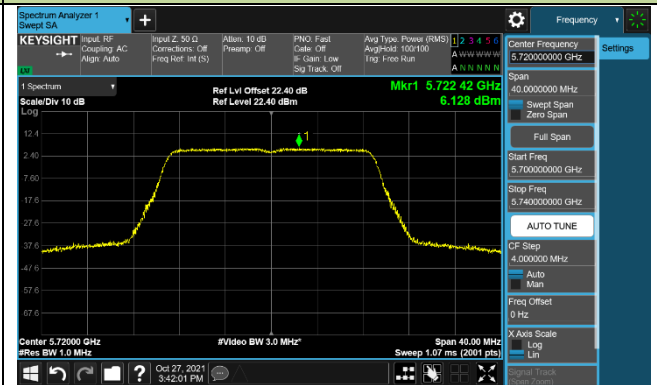 Spectrum Analyzer 1
Swept SA
+
Frequency
KEYSIGHT
Input: RF
Coupling: AC
Align: Auto
Input Z: 50 Ω
Corrections: Off
Freq Ref: Int (S)
Atten: 10 dB
Preamp: Off
PNO: Fast
Gate: Off
IF Gain: Low
Sig Track: Off
Avg Type: Power (RMS)
Avg|Hold: 100/100
Trig: Free Run
1 2 3 4 5 6
A W W W W W
A N N N N N
LW
Center Frequency
5.720000000 GHz
Settings
Span
40.0000000 MHz
Swept Span
Zero Span
Full Span
Start Freq
5.700000000 GHz
Stop Freq
5.740000000 GHz
AUTO TUNE
CF Step
4.000000 MHz
Auto
Man
Freq Offset
0 Hz
X Axis Scale
Log
Lin
Signal Track
(Span Zoom)
1 Spectrum
Scale/Div 10 dB
Log
Ref Lvl Offset 22.40 dB
Ref Level 22.40 dBm
Mkr1 5.722 42 GHz
6.128 dBm
1
12.4
2.40
-7.60
-17.6
-27.6
-37.6
-47.6
-57.6
-67.6
Center 5.72000 GHz
#Res BW 1.0 MHz
#Video BW 3.0 MHz*
Span 40.00 MHz
Sweep 1.07 ms (2001 pts)
?
Oct 27, 2021
3:42:01 PM